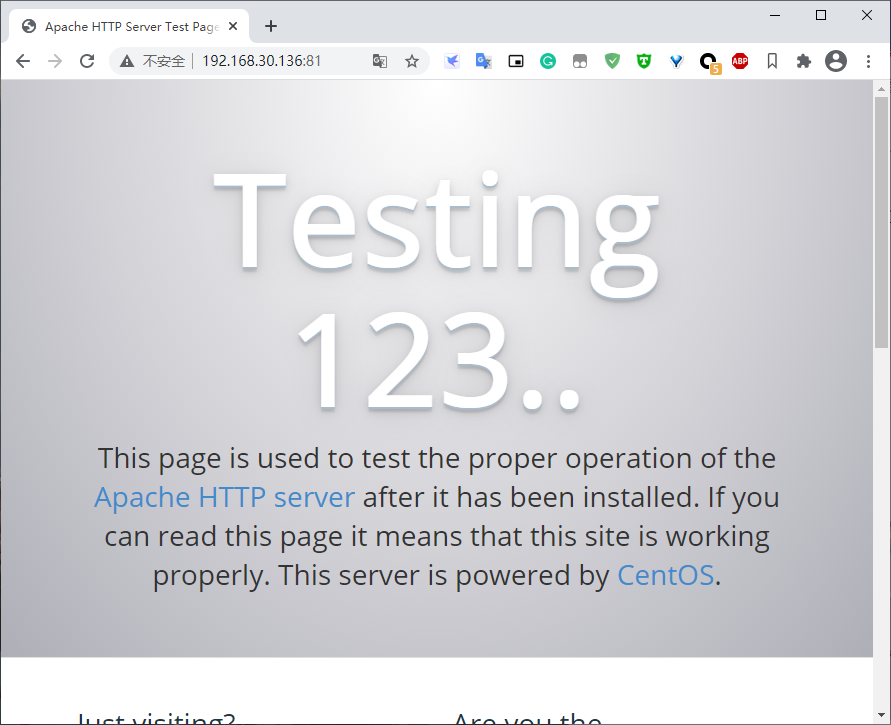 Apache HTTP Server Test Page
不安全
192.168.30.136:81
5
ABP
Testing
123..
This page is used to test the proper operation of the
Apache HTTP server after it has been installed. If you
can read this page it means that this site is working
properly. This server is powered by CentOS.
Just visiting?
Are you the